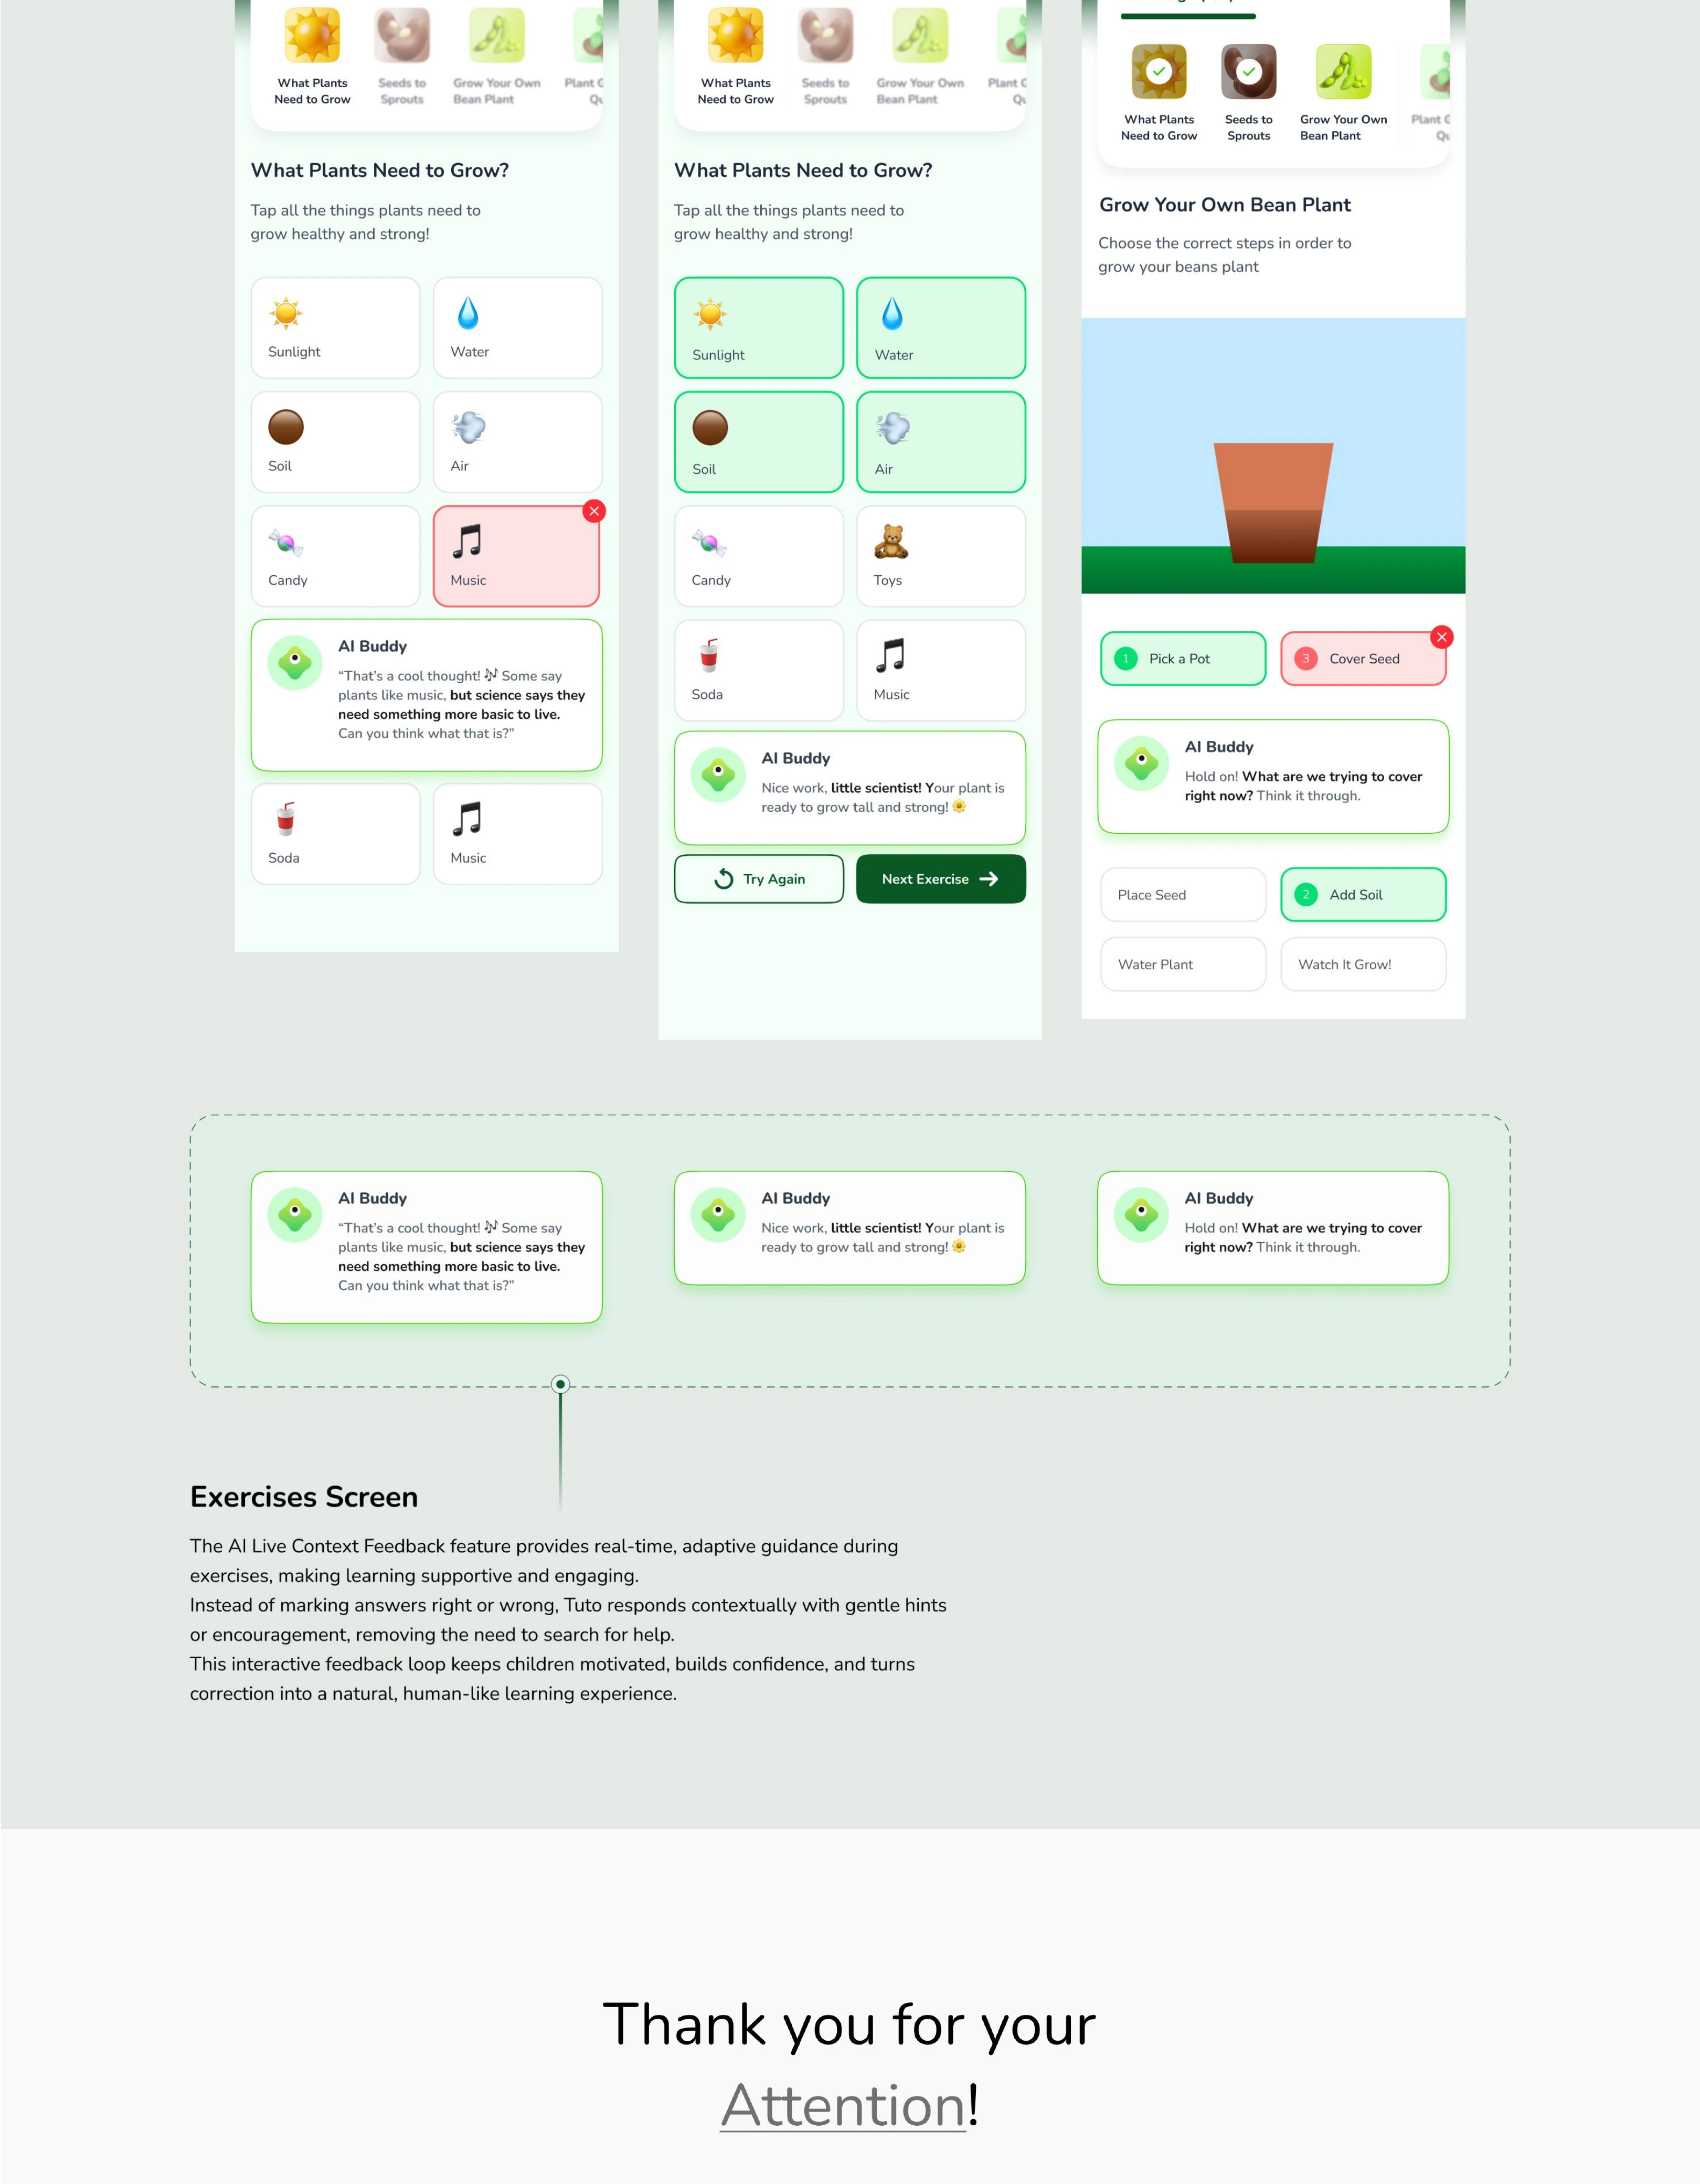 What Plants
Need to Grow
Seeds to
Sprouts
Grow Your Own
Bean Plant
Plant G
Qu
What Plants Need to Grow?
Tap all the things plants need to
grow healthy and strong!
Sunlight
Water
Soil
Air
Candy
Music
AI Buddy
“That’s a cool thought! 🎶 Some say
plants like music, but science says they
need something more basic to live.
Can you think what that is?”
Soda
Music
What Plants
Need to Grow
Seeds to
Sprouts
Grow Your Own
Bean Plant
Plant G
Qu
What Plants Need to Grow?
Tap all the things plants need to
grow healthy and strong!
Sunlight
Water
Soil
Air
Candy
Toys
Soda
Music
AI Buddy
Nice work, little scientist! Your plant is
ready to grow tall and strong! 🌼
Try Again
Next Exercise
What Plants
Need to Grow
Seeds to
Sprouts
Grow Your Own
Bean Plant
Plant G
Qu
Grow Your Own Bean Plant
Choose the correct steps in order to
grow your beans plant
1 Pick a Pot
3 Cover Seed
AI Buddy
Hold on! What are we trying to cover
right now? Think it through.
Place Seed
2 Add Soil
Water Plant
Watch It Grow!
AI Buddy
“That’s a cool thought! 🎶 Some say
plants like music, but science says they
need something more basic to live.
Can you think what that is?”
AI Buddy
Nice work, little scientist! Your plant is
ready to grow tall and strong! 🌼
AI Buddy
Hold on! What are we trying to cover
right now? Think it through.
Exercises Screen
The AI Live Context Feedback feature provides real-time, adaptive guidance during
exercises, making learning supportive and engaging.
Instead of marking answers right or wrong, Tuto responds contextually with gentle hints
or encouragement, removing the need to search for help.
This interactive feedback loop keeps children motivated, builds confidence, and turns
correction into a natural, human-like learning experience.
Thank you for your
Attention!